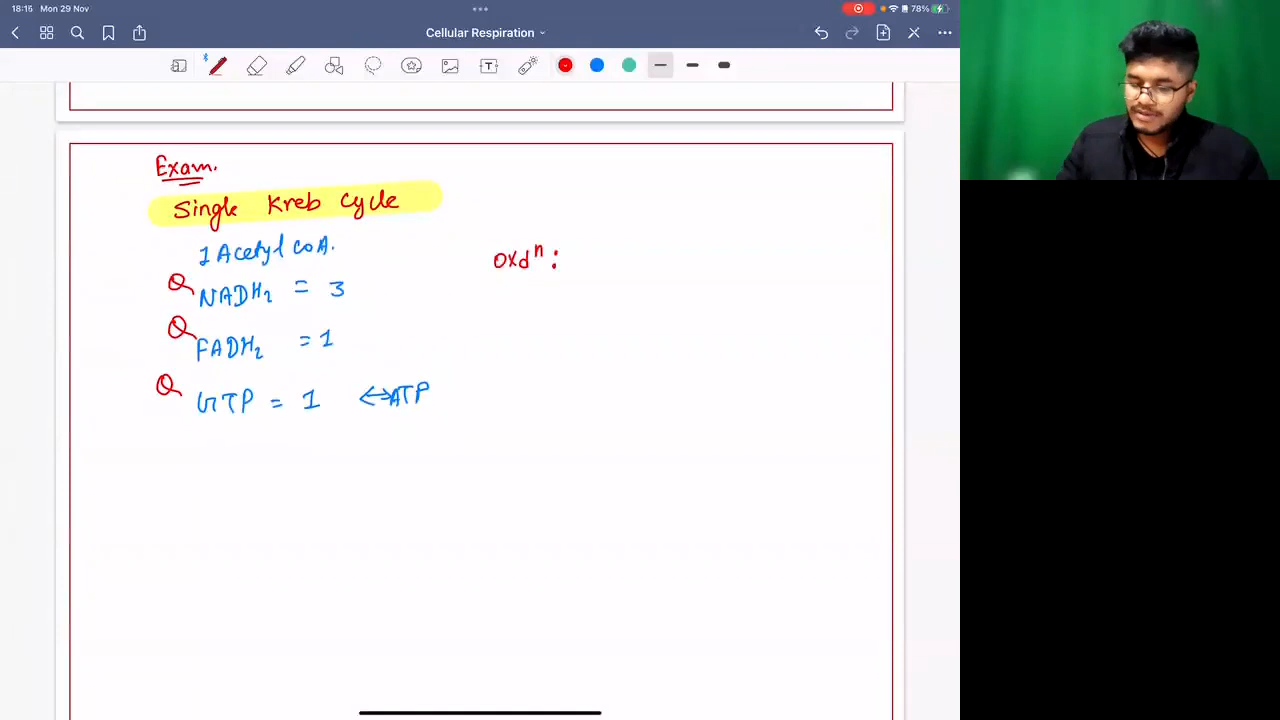 18:15 Mon 29 Nov
78%
Cellular Respiration
T
Exam.
Single Kreb Cycle
1 Acetyl CoA.
oxdⁿ :
Q NADH₂ = 3
Q FADH₂ = 1
Q GTP = 1 ↔ ATP